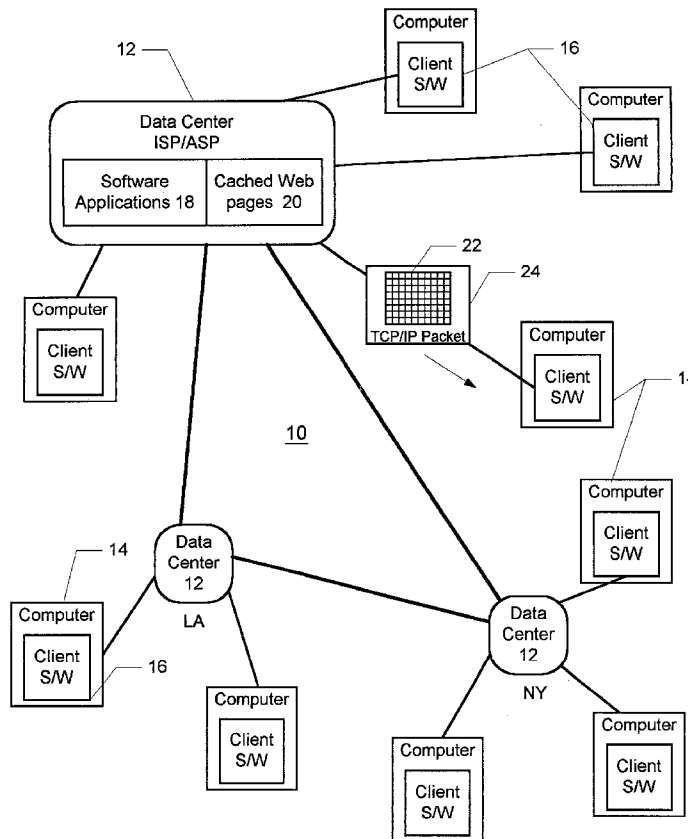 Computer
Client
S/W
12
16
Computer
Client
S/W
Data Center
ISP/ASP
Software
Applications 18
Cached Web
pages 20
22
24
TCP/IP Packet
Computer
Client
S/W
Computer
Client
S/W
14
10
Computer
Client
S/W
14
Data
Center
12
LA
Computer
Client
S/W
16
Data
Center
12
NY
Computer
Client
S/W
Computer
Client
S/W
Computer
Client
S/W